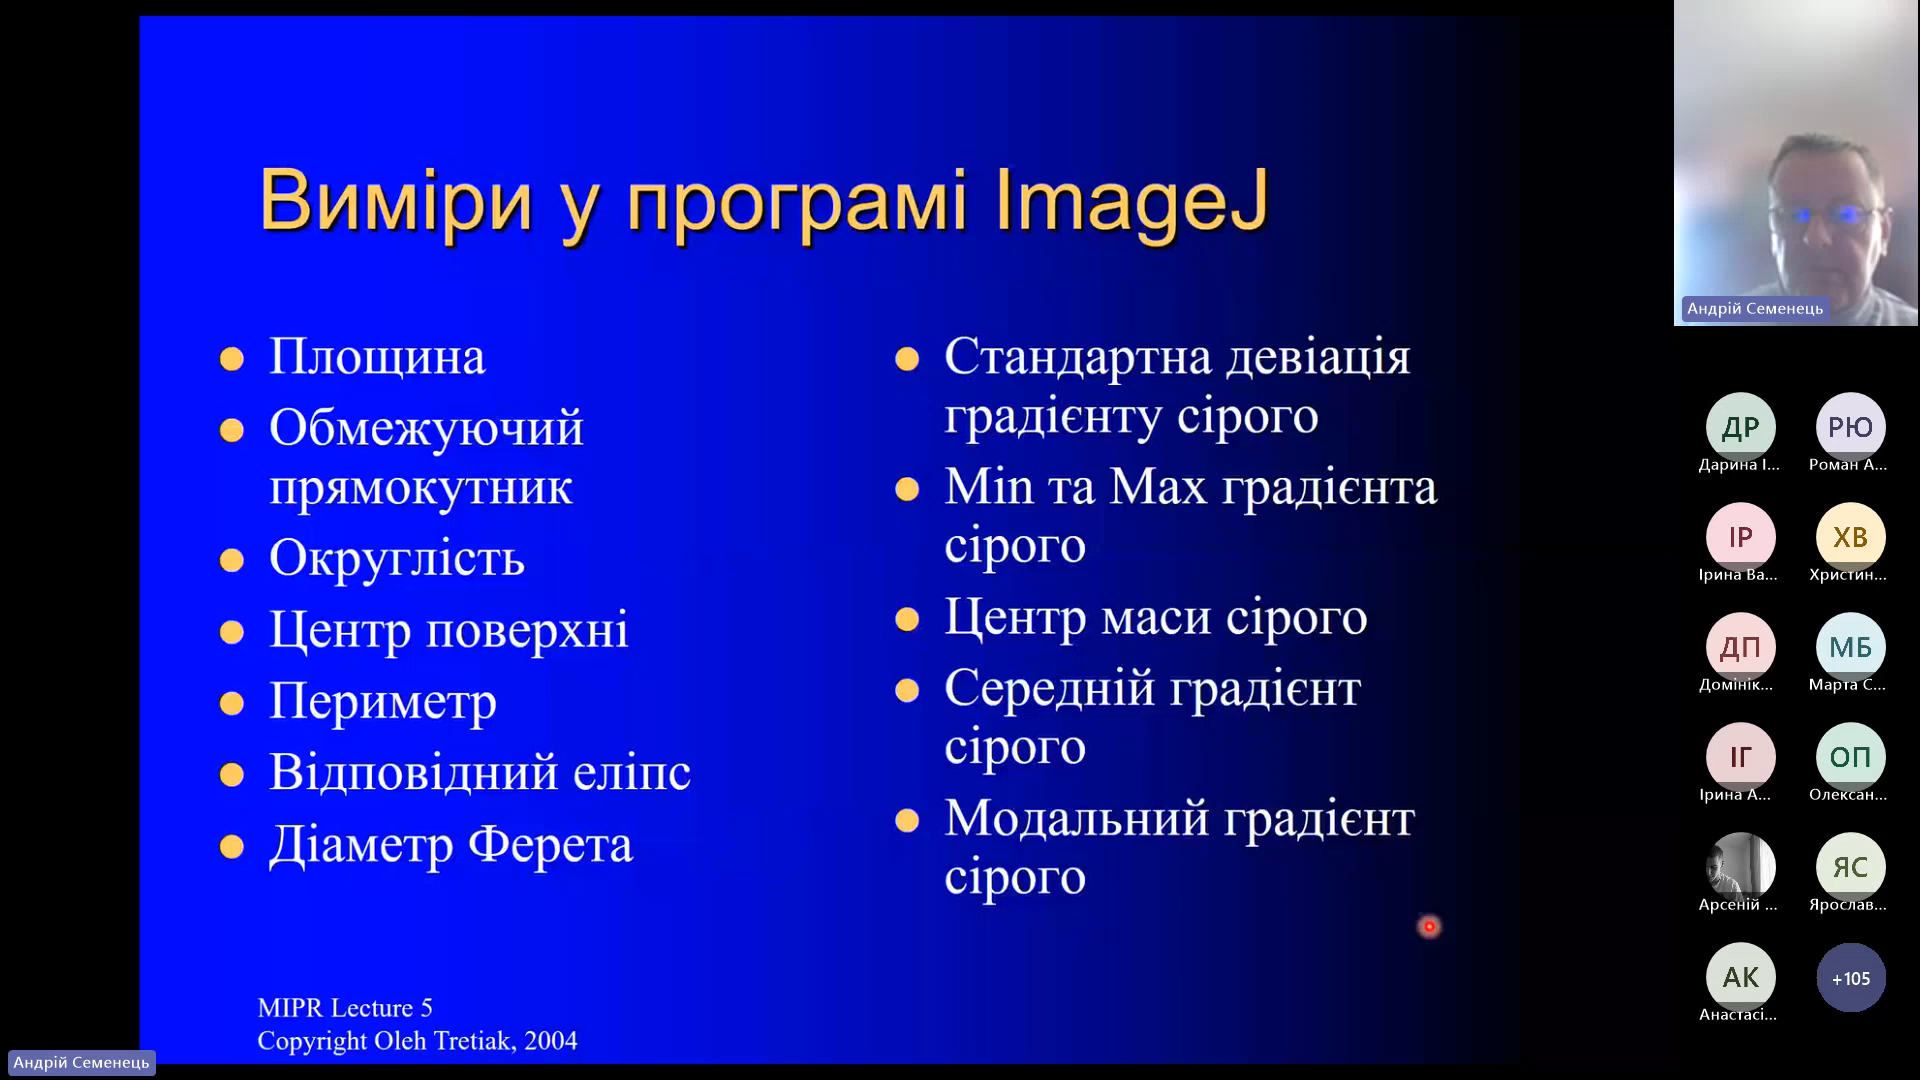 Виміри у програмі ImageJ
Площина
Обмежуючий
прямокутник
Округлість
Центр поверхні
Периметр
Відповідний еліпс
Діаметр Ферета
Стандартна девіація
градієнту сірого
Min та Max градієнта
сірого
Центр маси сірого
Середній градієнт
сірого
Модальний градієнт
сірого
MIPR Lecture 5
Copyright Oleh Tretiak, 2004
Андрій Семенець
Андрій Семенець
ДР
РЮ
Дарина І...
Роман А...
ІР
ХВ
Ірина Ва...
Христин...
ДП
МБ
Домінік...
Марта С...
ІГ
ОП
Ірина А...
Олексан...
ЯС
Арсеній ...
Ярослав...
АК
+105
Анастасі...